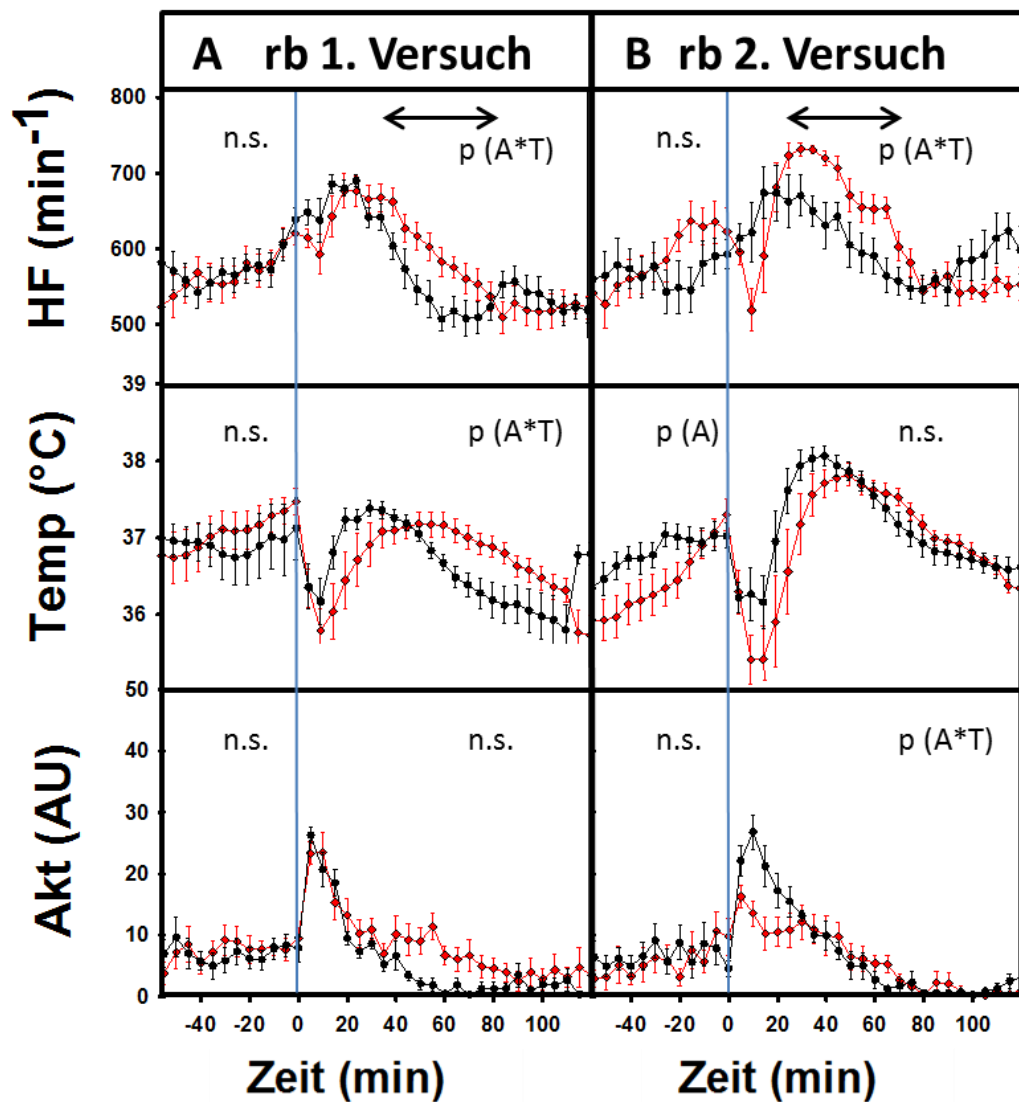 A rb 1. Versuch
B rb 2. Versuch
HF (min⁻¹)
800
700
600
500
39
n.s.
p (A*T)
n.s.
p (A*T)
Temp (°C)
38
37
36
50
n.s.
p (A*T)
p (A)
n.s.
Akt (AU)
40
30
20
10
0
n.s.
n.s.
n.s.
p (A*T)
-40 -20 0 20 40 60 80 100
-40 -20 0 20 40 60 80 100
Zeit (min)
Zeit (min)